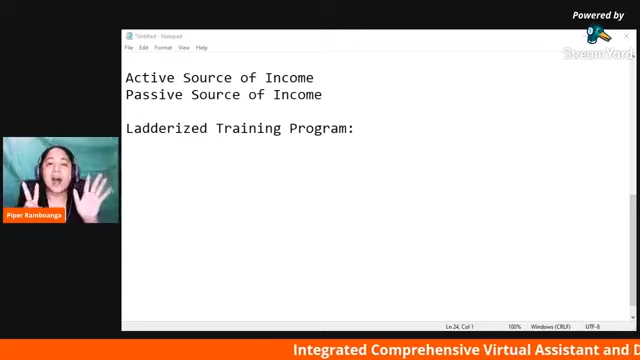 Powered by
StreamYard
*Untitled - Notepad
File Edit Format View Help
Active Source of Income
Passive Source of Income
Ladderized Training Program:
Piper Ramboanga
Ln 24, Col 1 100% Windows (CRLF) UTF-8
Integrated Comprehensive Virtual Assistant and D